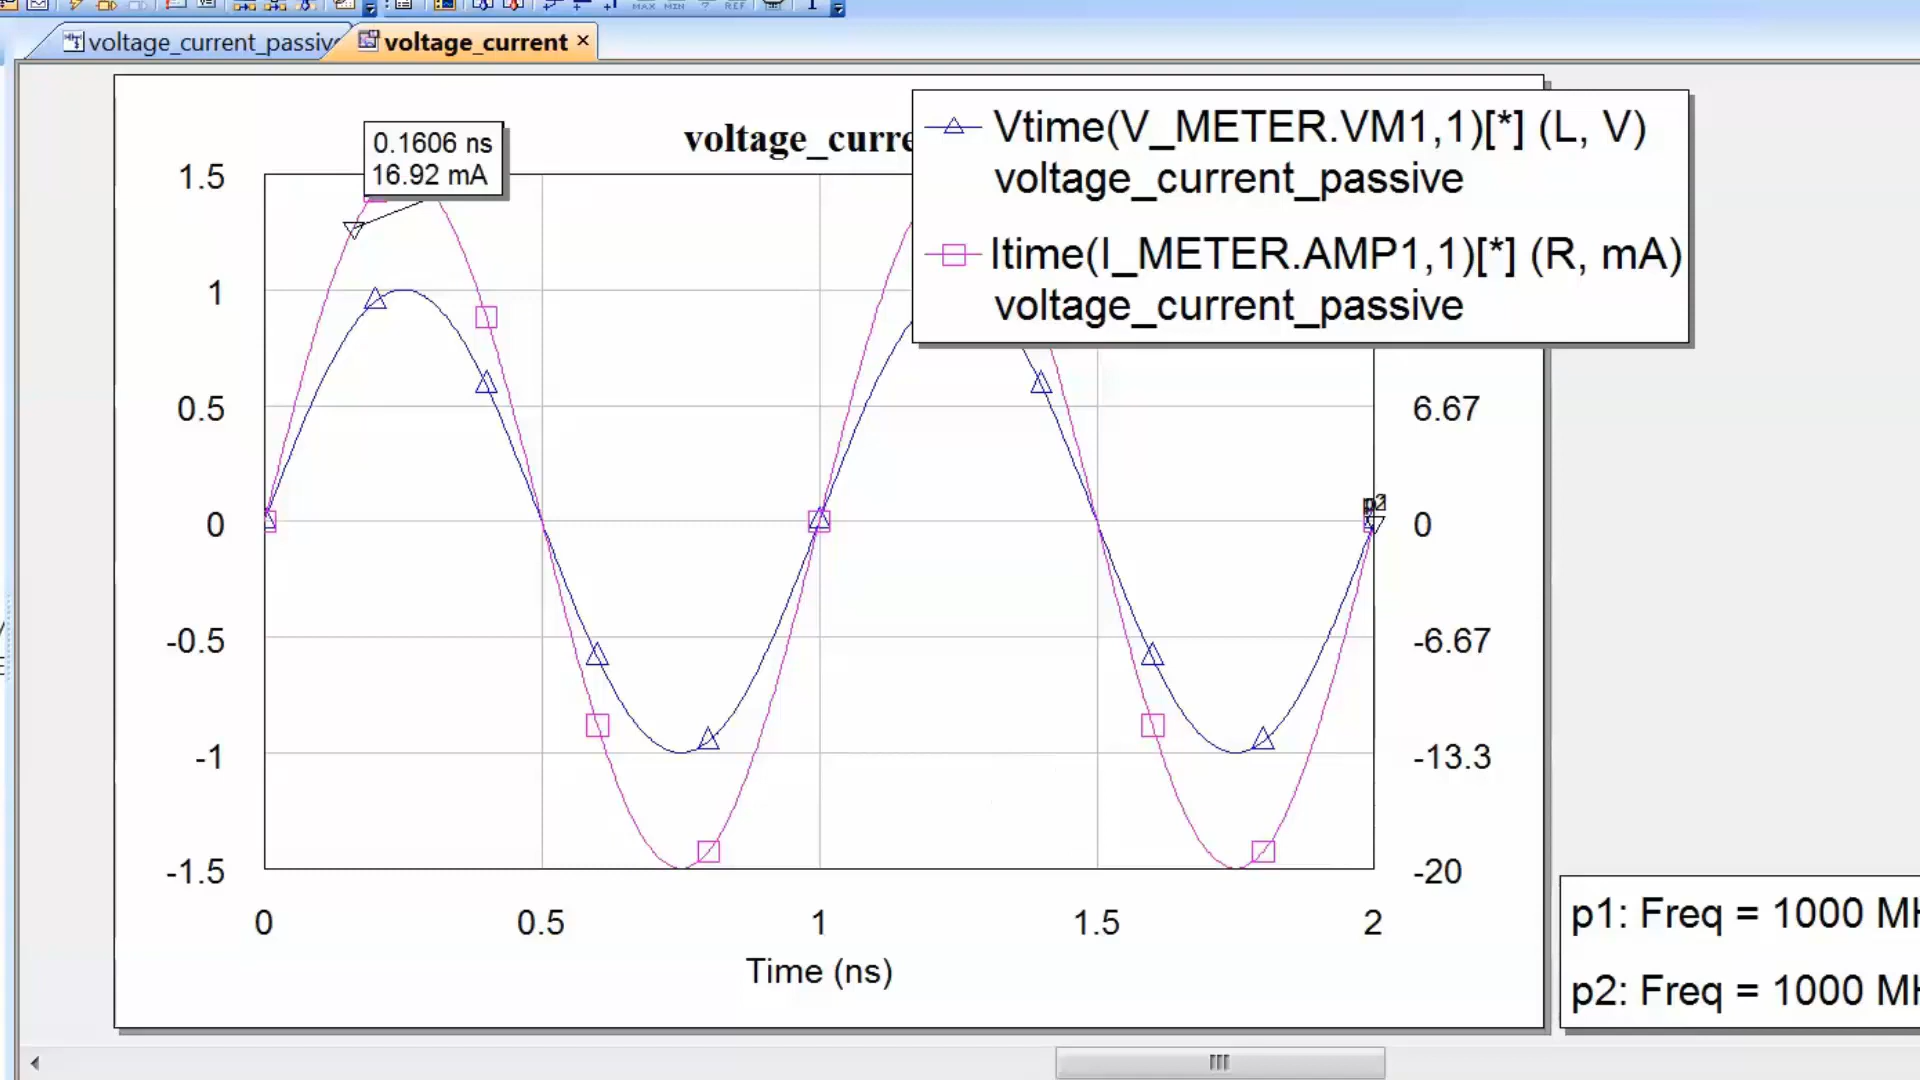 voltage_current_passiv
voltage_current ×
0.1606 ns
16.92 mA
voltage_curre
Vtime(V_METER.VM1,1)[*] (L, V)
voltage_current_passive
Itime(I_METER.AMP1,1)[*] (R, mA)
voltage_current_passive
1.5
1
0.5
0
-0.5
-1
-1.5
6.67
0
-6.67
-13.3
-20
p2
0
0.5
1
1.5
2
Time (ns)
p1: Freq = 1000 MH
p2: Freq = 1000 MH